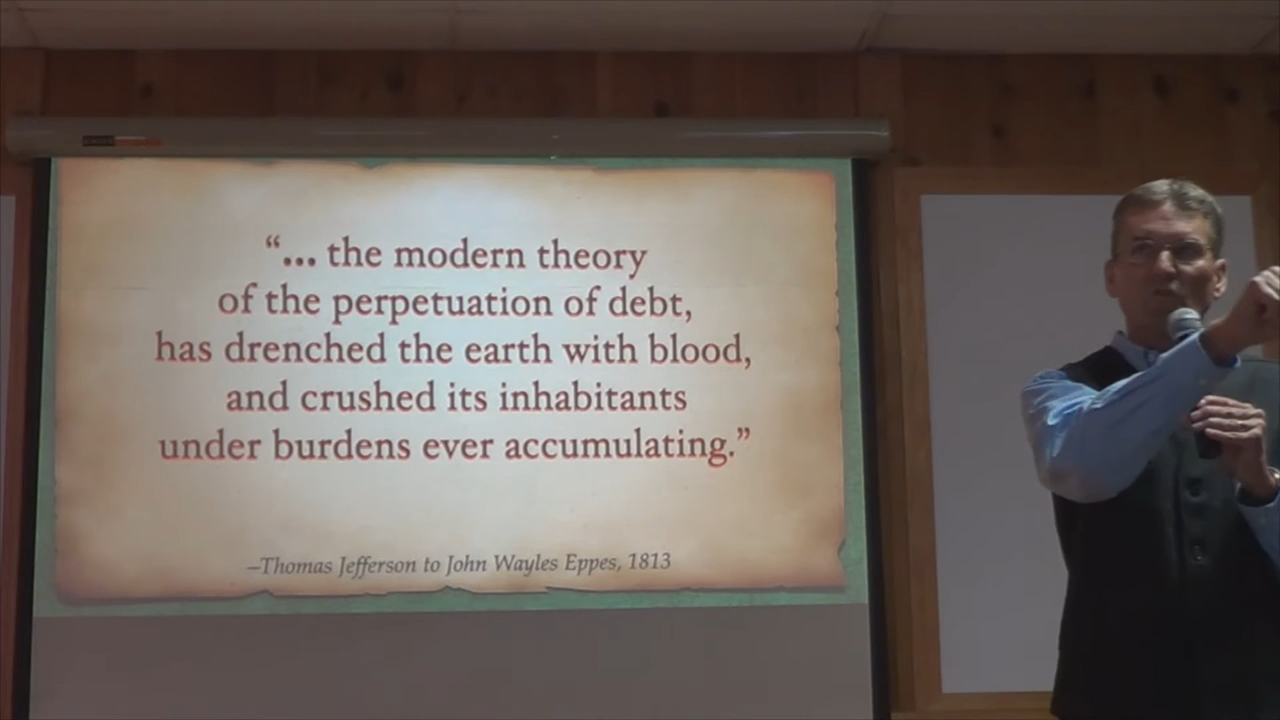 “... the modern theory
of the perpetuation of debt,
has drenched the earth with blood,
and crushed its inhabitants
under burdens ever accumulating.”
–Thomas Jefferson to John Wayles Eppes, 1813